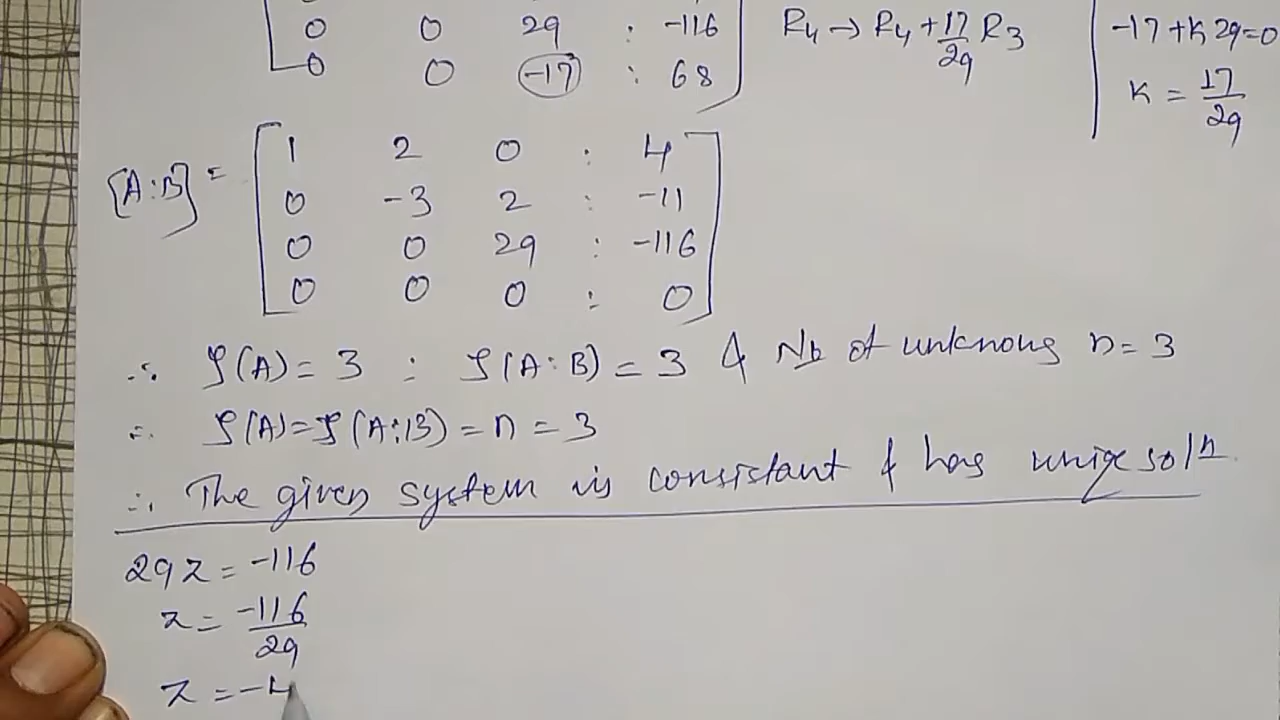 0 0 29 : -116 R4 → R4 + 17/29 R3 -17 + K 29 = 0
0 0 -17 : 68 K = 17/29
[A:B] = 1 2 0 : 4
0 -3 2 : -11
0 0 29 : -116
0 0 0 : 0
∴ ρ(A) = 3 : ρ(A:B) = 3 & No of unknons n = 3
∴ ρ(A) = ρ(A:B) = n = 3
∴ The given system is consistant & has uniqe soln.
29z = -116
z = -116/29
z = -4